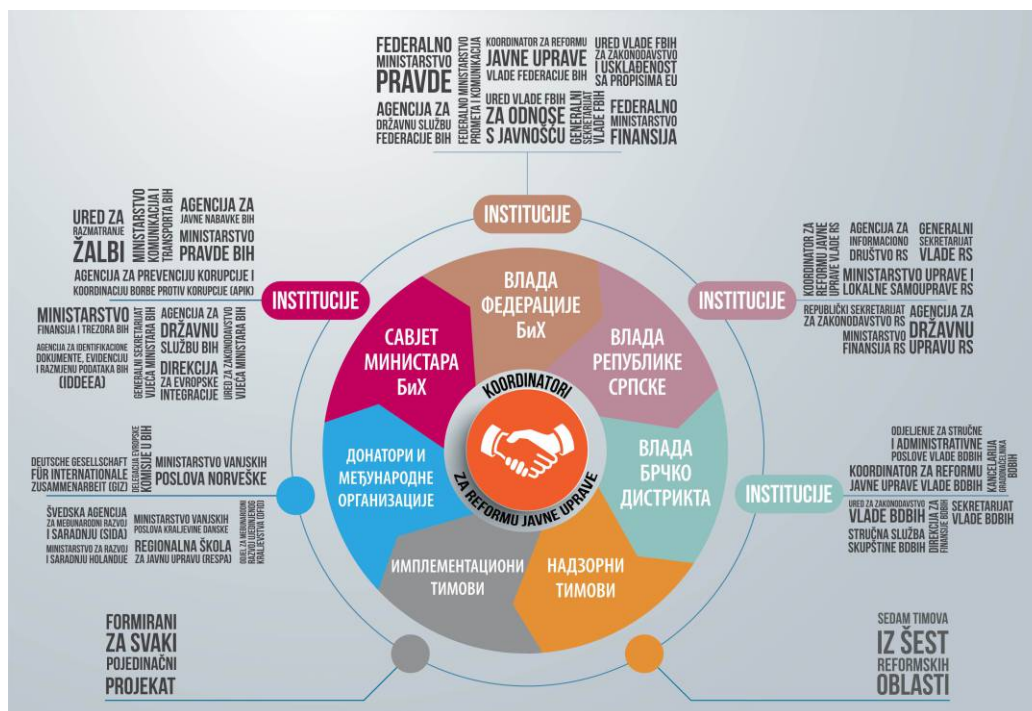 FEDERALNO
MINISTARSTVO
PRAVDE
AGENCIJA ZA
DRŽAVNU SLUŽBU
FEDERACIJE BIH
FEDERALNO MINISTARSTVO
PROMETA I KOMUNIKACIJA
KOORDINATOR ZA REFORMU
JAVNE UPRAVE
VLADE FEDERACIJE BIH
URED VLADE FBIH
ZA ODNOSE
S JAVNOŠĆU
GENERALNI
SEKRETARIJAT
VLADE FBIH
URED VLADE FBIH
ZA ZAKONODAVSTVO
I USKLAĐENOST
SA PROPISIMA EU
FEDERALNO
MINISTARSTVO
FINANSIJA
INSTITUCIJE
URED ZA
RAZMATRANJE
ŽALBI
MINISTARSTVO
KOMUNIKACIJA I
TRANSPORTA BIH
AGENCIJA ZA
JAVNE NABAVKE BIH
MINISTARSTVO
PRAVDE BIH
AGENCIJA ZA PREVENCIJU KORUPCIJE I
KOORDINACIJU BORBE PROTIV KORUPCIJE (APIK)
INSTITUCIJE
MINISTARSTVO
FINANSIJA I TREZORA BIH
AGENCIJA ZA IDENTIFIKACIONE
DOKUMENTE, EVIDENCIJU
I RAZMJENU PODATAKA BIH
(IDDEEA)
GENERALNI SEKRETARIJAT
VIJEĆA MINISTARA BIH
AGENCIJA ZA
DRŽAVNU
SLUŽBU BIH
DIREKCIJA
ZA EVROPSKE
INTEGRACIJE
URED ZA ZAKONODAVSTVO
VIJEĆA MINISTARA BIH
KOORDINATOR ZA
REFORMU JAVNE
UPRAVE VLADE RS
AGENCIJA ZA
INFORMACIONO
DRUŠTVO RS
GENERALNI
SEKRETARIJAT
VLADE RS
MINISTARSTVO UPRAVE I
LOKALNE SAMOUPRAVE RS
INSTITUCIJE
REPUBLIČKI SEKRETARIJAT
ZA ZAKONODAVSTVO RS
MINISTARSTVO
FINANSIJA RS
AGENCIJA ZA
DRŽAVNU
UPRAVU RS
ВЛАДА
ФЕДЕРАЦИЈЕ
БиХ
САВЈЕТ
МИНИСТАРА
БиХ
ВЛАДА
РЕПУБЛИКЕ
СРПСКЕ
KOORDINATORI
ZA REFORMU JAVNE UPRAVE
ДОНАТОРИ И
МЕЂУНАРОДНЕ
ОРГАНИЗАЦИЈЕ
ВЛАДА
БРЧКО
ДИСТРИКТА
ИМПЛЕМЕНТАЦИОНИ
ТИМОВИ
НАДЗОРНИ
ТИМОВИ
DEUTSCHE GESELLSCHAFT
FÜR INTERNATIONALE
ZUSAMMENARBEIT (GIZ)
DELEGACIJA EVROPSKE
KOMISIJE U BIH
MINISTARSTVO VANJSKIH
POSLOVA NORVEŠKE
ŠVEDSKA AGENCIJA
ZA MEĐUNARODNI RAZVOJ
I SARADNJU (SIDA)
MINISTARSTVO ZA RAZVOJ
I SARADNJU HOLANDIJE
MINISTARSTVO VANJSKIH
POSLOVA KRALJEVINE DANSKE
REGIONALNA ŠKOLA
ZA JAVNU UPRAVU (RESPA)
ODJEL ZA MEĐUNARODNI
RAZVOJ UJEDINJENOG
KRALJEVSTVA (DFID)
ODJELJENJE ZA STRUČNE
I ADMINISTRATIVNE
POSLOVE VLADE BDBIH
KOORDINATOR ZA REFORMU
JAVNE UPRAVE VLADE BDBIH
KANCELARIJA
GRADONAČELNIKA
BDBIH
INSTITUCIJE
URED ZA ZAKONODAVSTVO
VLADE BDBIH
STRUČNA SLUŽBA
SKUPŠTINE BDBIH
DIREKCIJA ZA
FINANSIJE BDBIH
SEKRETARIJAT
VLADE BDBIH
FORMIRANI
ZA SVAKI
POJEDINAČNI
PROJEKAT
SEDAM TIMOVA
IZ ŠEST
REFORMSKIH
OBLASTI